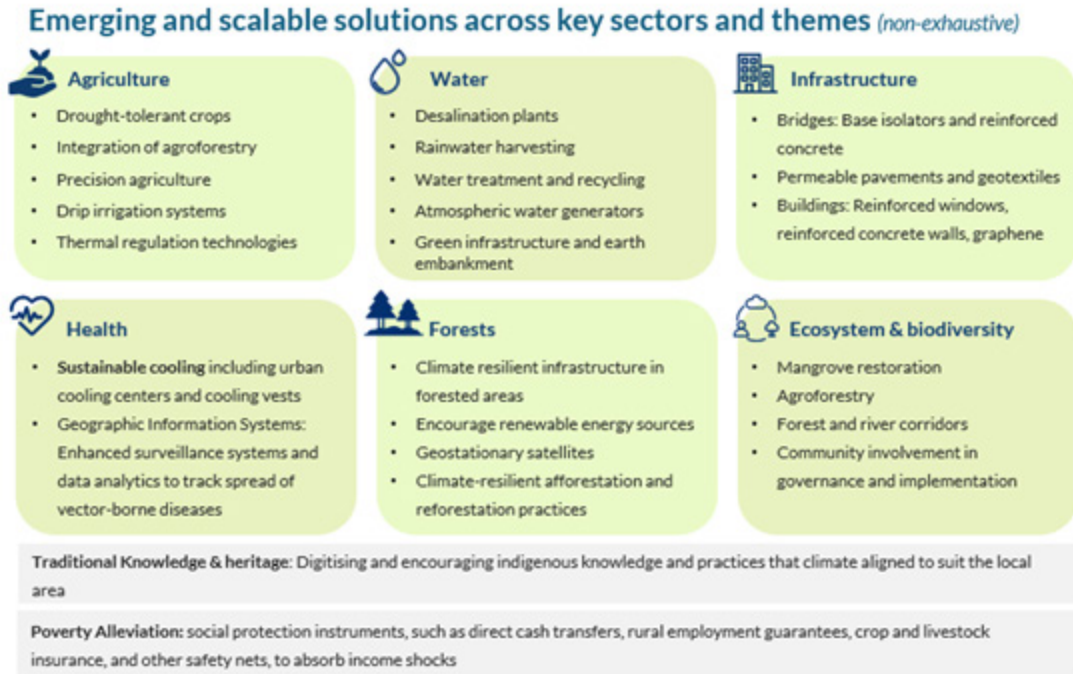 Emerging and scalable solutions across key sectors and themes (non-exhaustive)
Agriculture
• Drought-tolerant crops
• Integration of agroforestry
• Precision agriculture
• Drip irrigation systems
• Thermal regulation technologies
Water
• Desalination plants
• Rainwater harvesting
• Water treatment and recycling
• Atmospheric water generators
• Green infrastructure and earth
embankment
Infrastructure
• Bridges: Base isolators and reinforced
concrete
• Permeable pavements and geotextiles
• Buildings: Reinforced windows,
reinforced concrete walls, graphene
Health
• Sustainable cooling including urban
cooling centers and cooling vests
• Geographic Information Systems:
Enhanced surveillance systems and
data analytics to track spread of
vector-borne diseases
Forests
• Climate resilient infrastructure in
forested areas
• Encourage renewable energy sources
• Geostationary satellites
• Climate-resilient afforestation and
reforestation practices
Ecosystem & biodiversity
• Mangrove restoration
• Agroforestry
• Forest and river corridors
• Community involvement in
governance and implementation
Traditional Knowledge & heritage: Digitising and encouraging indigenous knowledge and practices that climate aligned to suit the local
area
Poverty Alleviation: social protection instruments, such as direct cash transfers, rural employment guarantees, crop and livestock
insurance, and other safety nets, to absorb income shocks